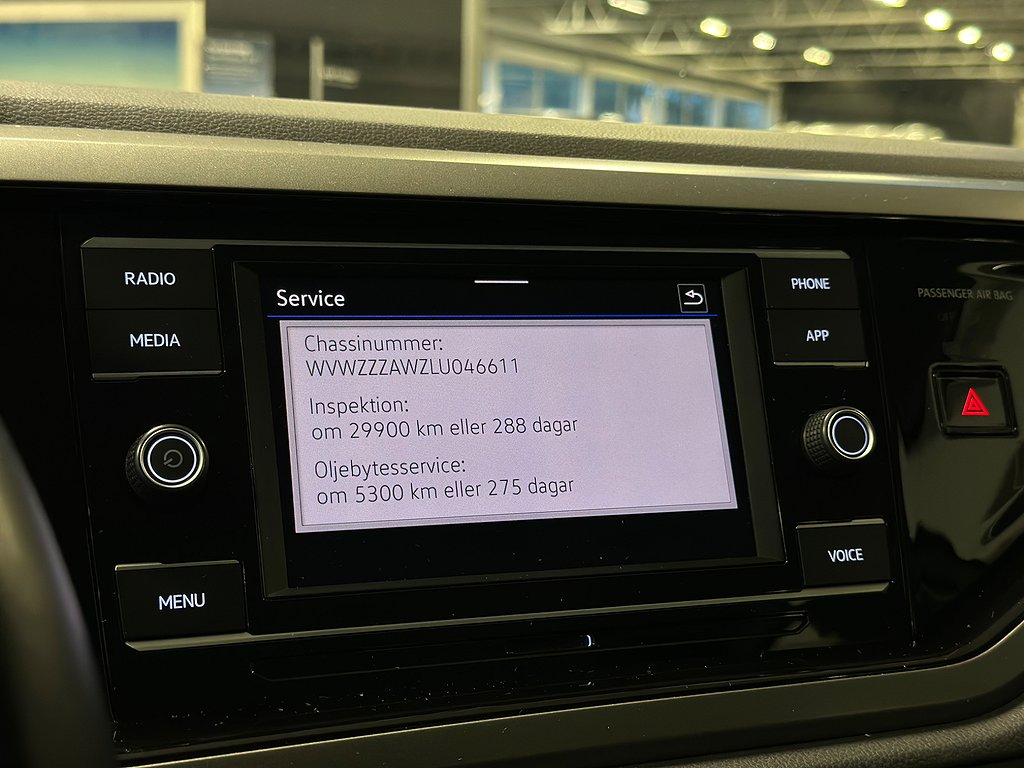 RADIO
MEDIA
MENU
Service
Chassinummer:
WVWZZZAWZLU046611
Inspektion:
om 29900 km eller 288 dagar
Oljebytesservice:
om 5300 km eller 275 dagar
PHONE
APP
VOICE
PASSENGER AIR BAG